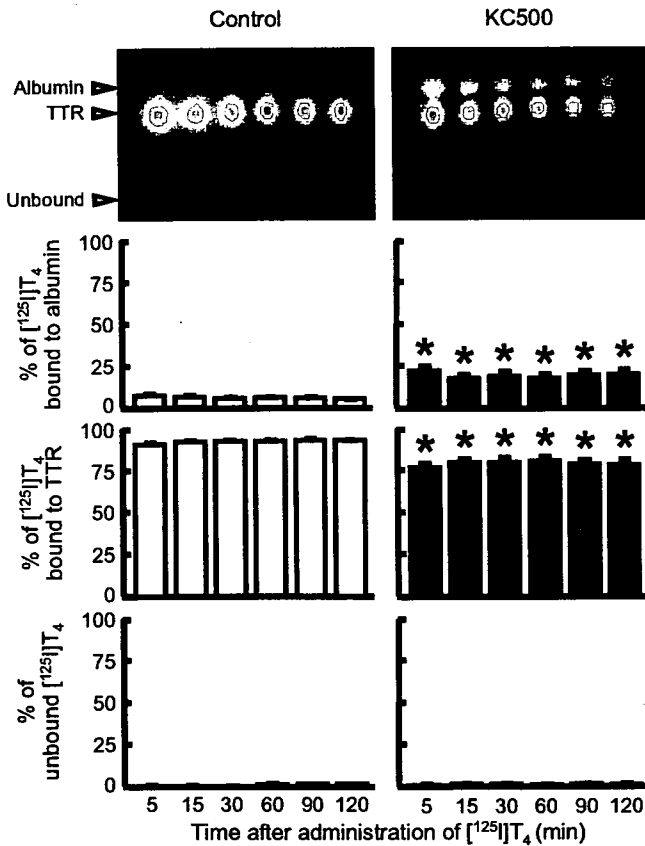 Control KC500
Albumin
TTR
Unbound
100
75
50
25
0
% of [¹²⁵I]T₄
bound to albumin
* * * * * *
100
75
50
25
% of [¹²⁵I]T₄
bound to TTR
* * * * * *
100
75
50
25
0
% of
unbound [¹²⁵I]T₄
5 15 30 60 90 120 5 15 30 60 90 120
Time after administration of [¹²⁵I]T₄ (min)